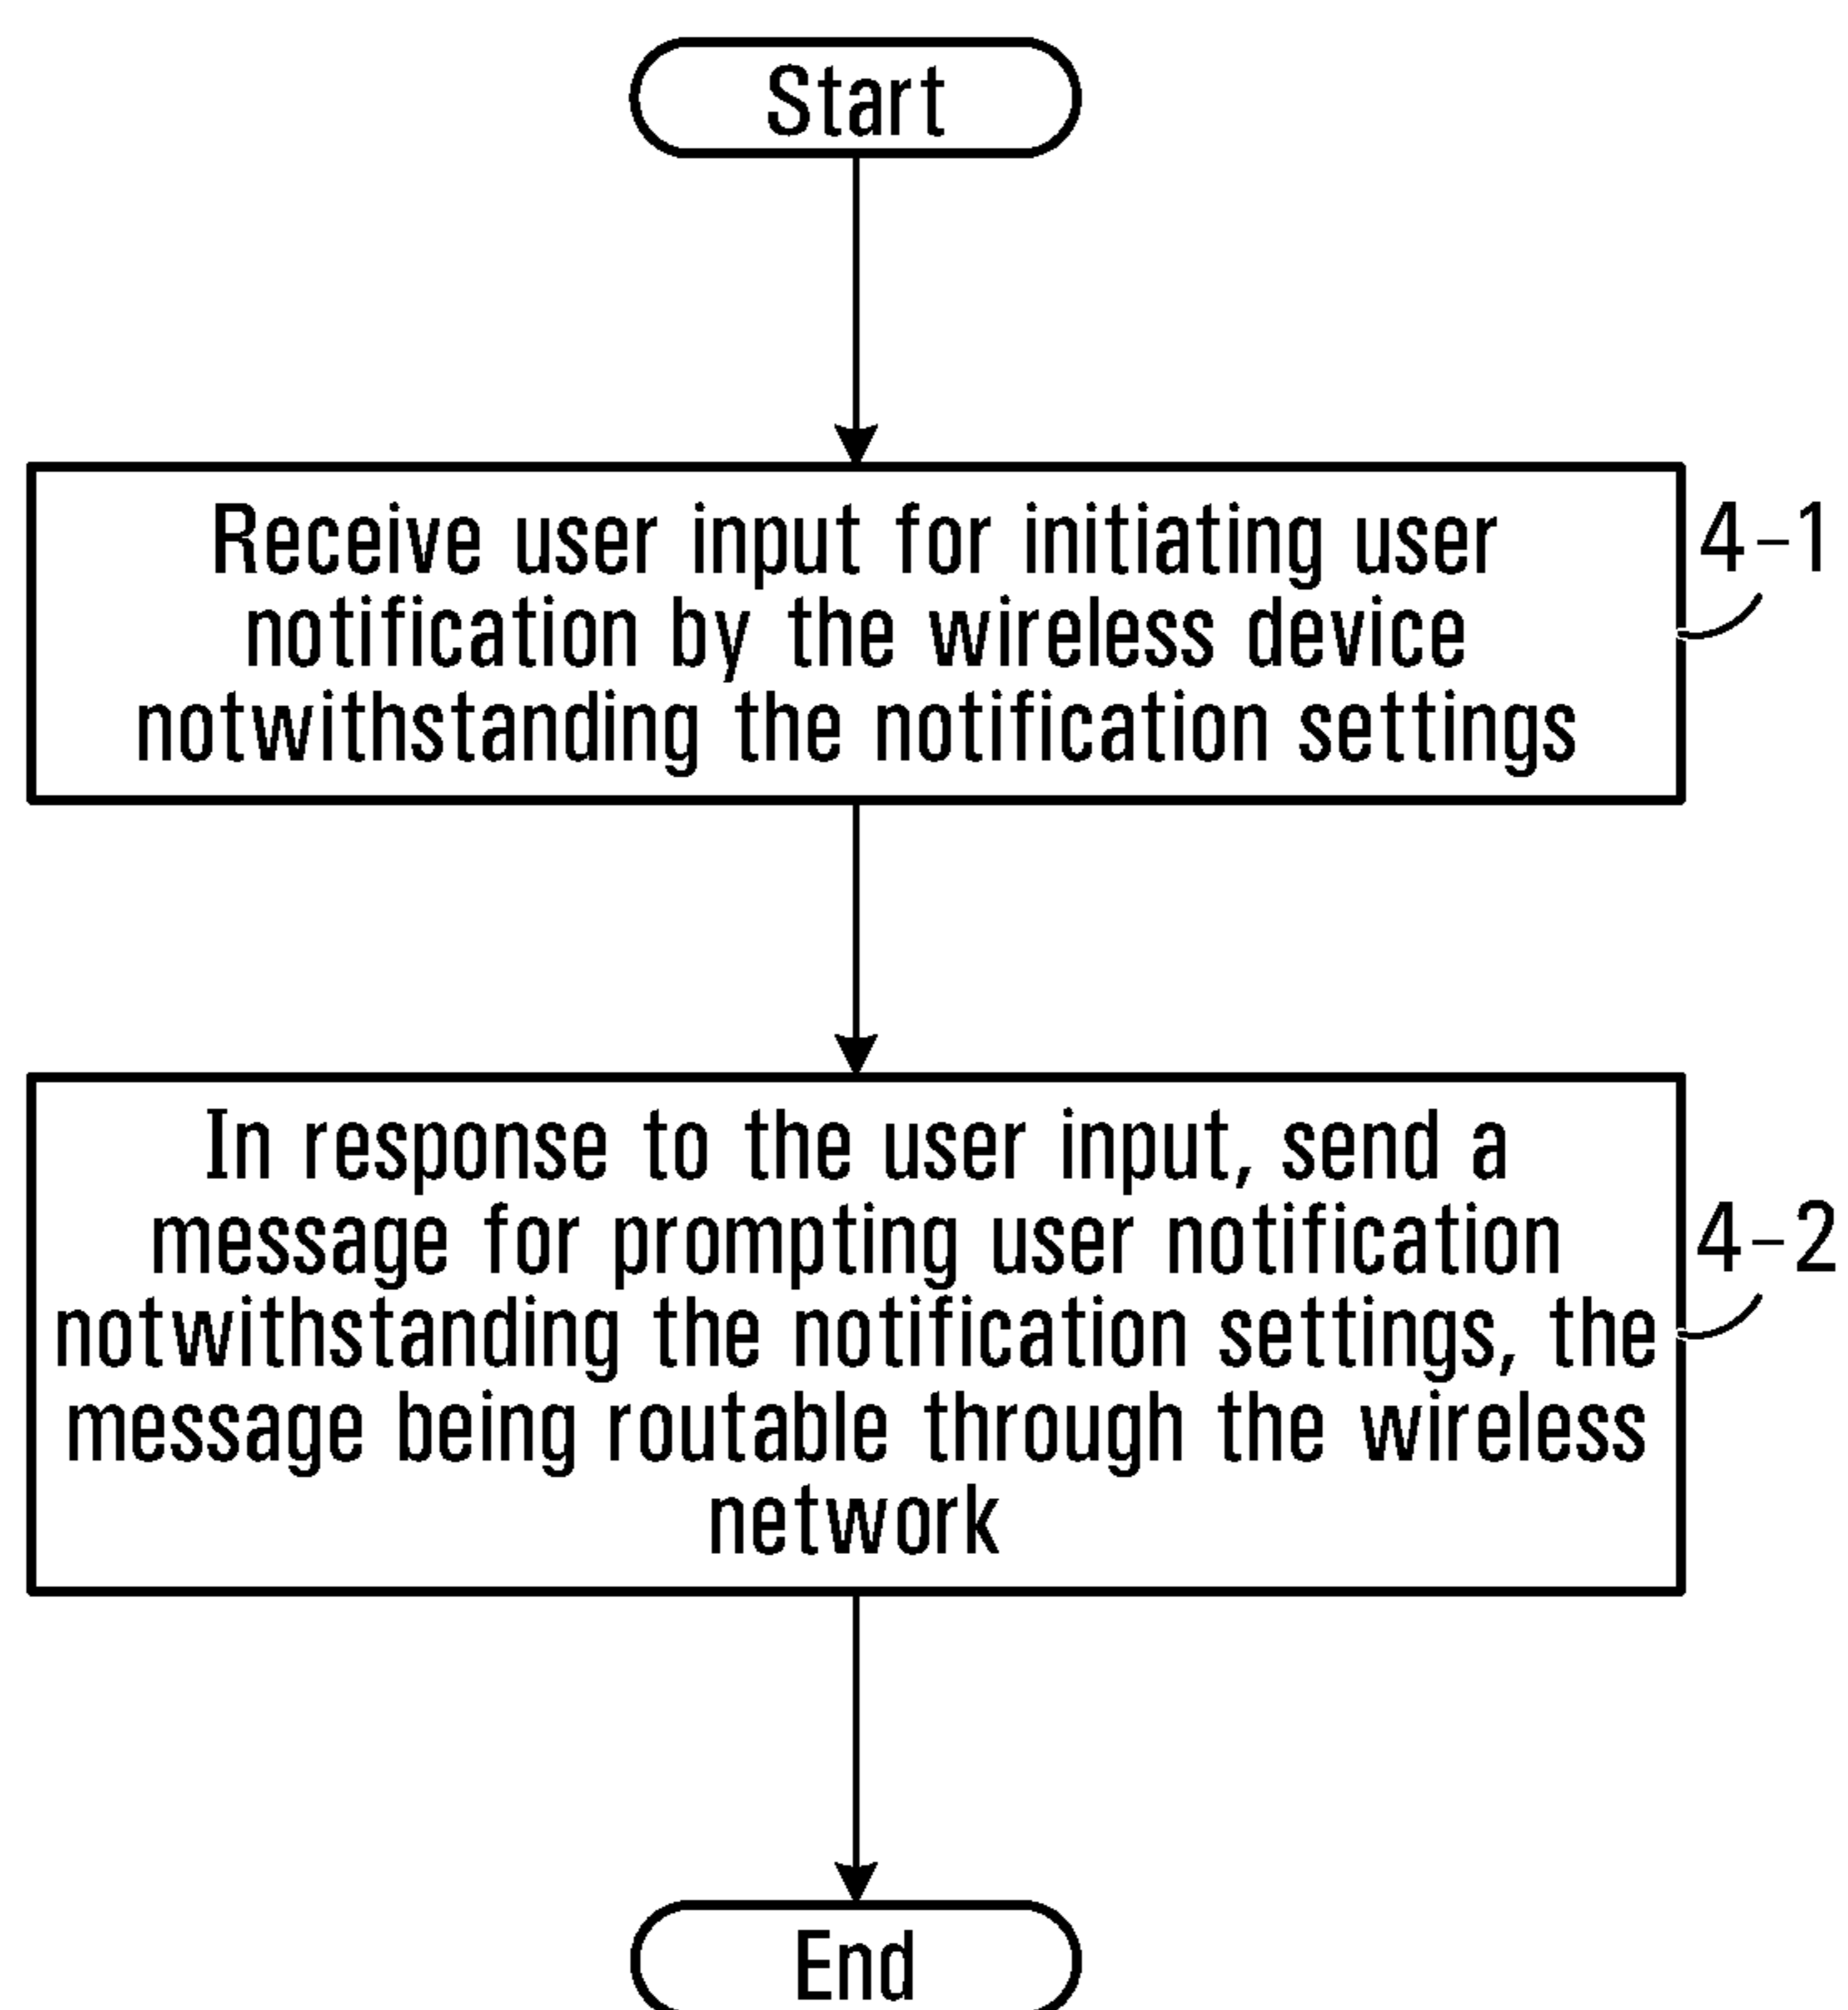 Start
Receive user input for initiating user
notification by the wireless device
notwithstanding the notification settings
4-1
In response to the user input, send a
message for prompting user notification
notwithstanding the notification settings, the
message being routable through the wireless
network
4-2
End